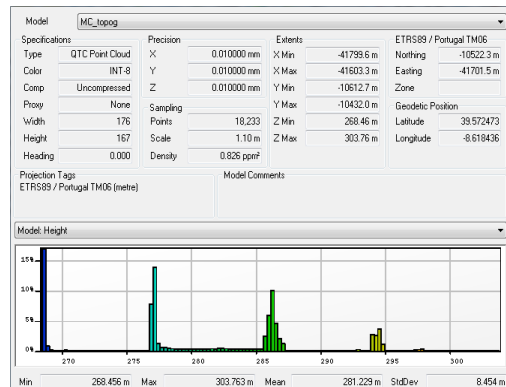 Model MC_topog
Specifications Precision Extents ETRS89 / Portugal TM06
Type QTC Point Cloud X 0.010000 mm X Min -41799.6 m Northing -10522.3 m
Color INT-8 Y 0.010000 mm X Max -41603.3 m Easting -41701.5 m
Comp Uncompressed Z 0.010000 mm Y Min -10612.7 m Zone
Proxy None Sampling Y Max -10432.0 m Geodetic Position
Width 176 Points 18,233 Z Min 268.46 m Latitude 39.572473
Height 167 Scale 1.10 m Z Max 303.76 m Longitude -8.618436
Heading 0.000 Density 0.826 ppm²
Projection Tags Model Comments
ETRS89 / Portugal TM06 (metre)
Model: Height
15%
10%
5%
0%
270 275 280 285 290 295 300
Min 268.456 m Max 303.763 m Mean 281.229 m StdDev 8.454 m